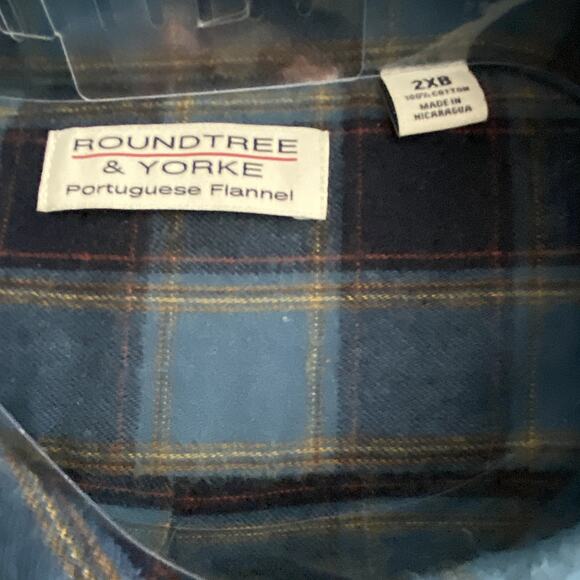 2XB
100% COTTON
MADE IN
NICARAGUA
ROUNDTREE
& YORKE
Portuguese Flannel